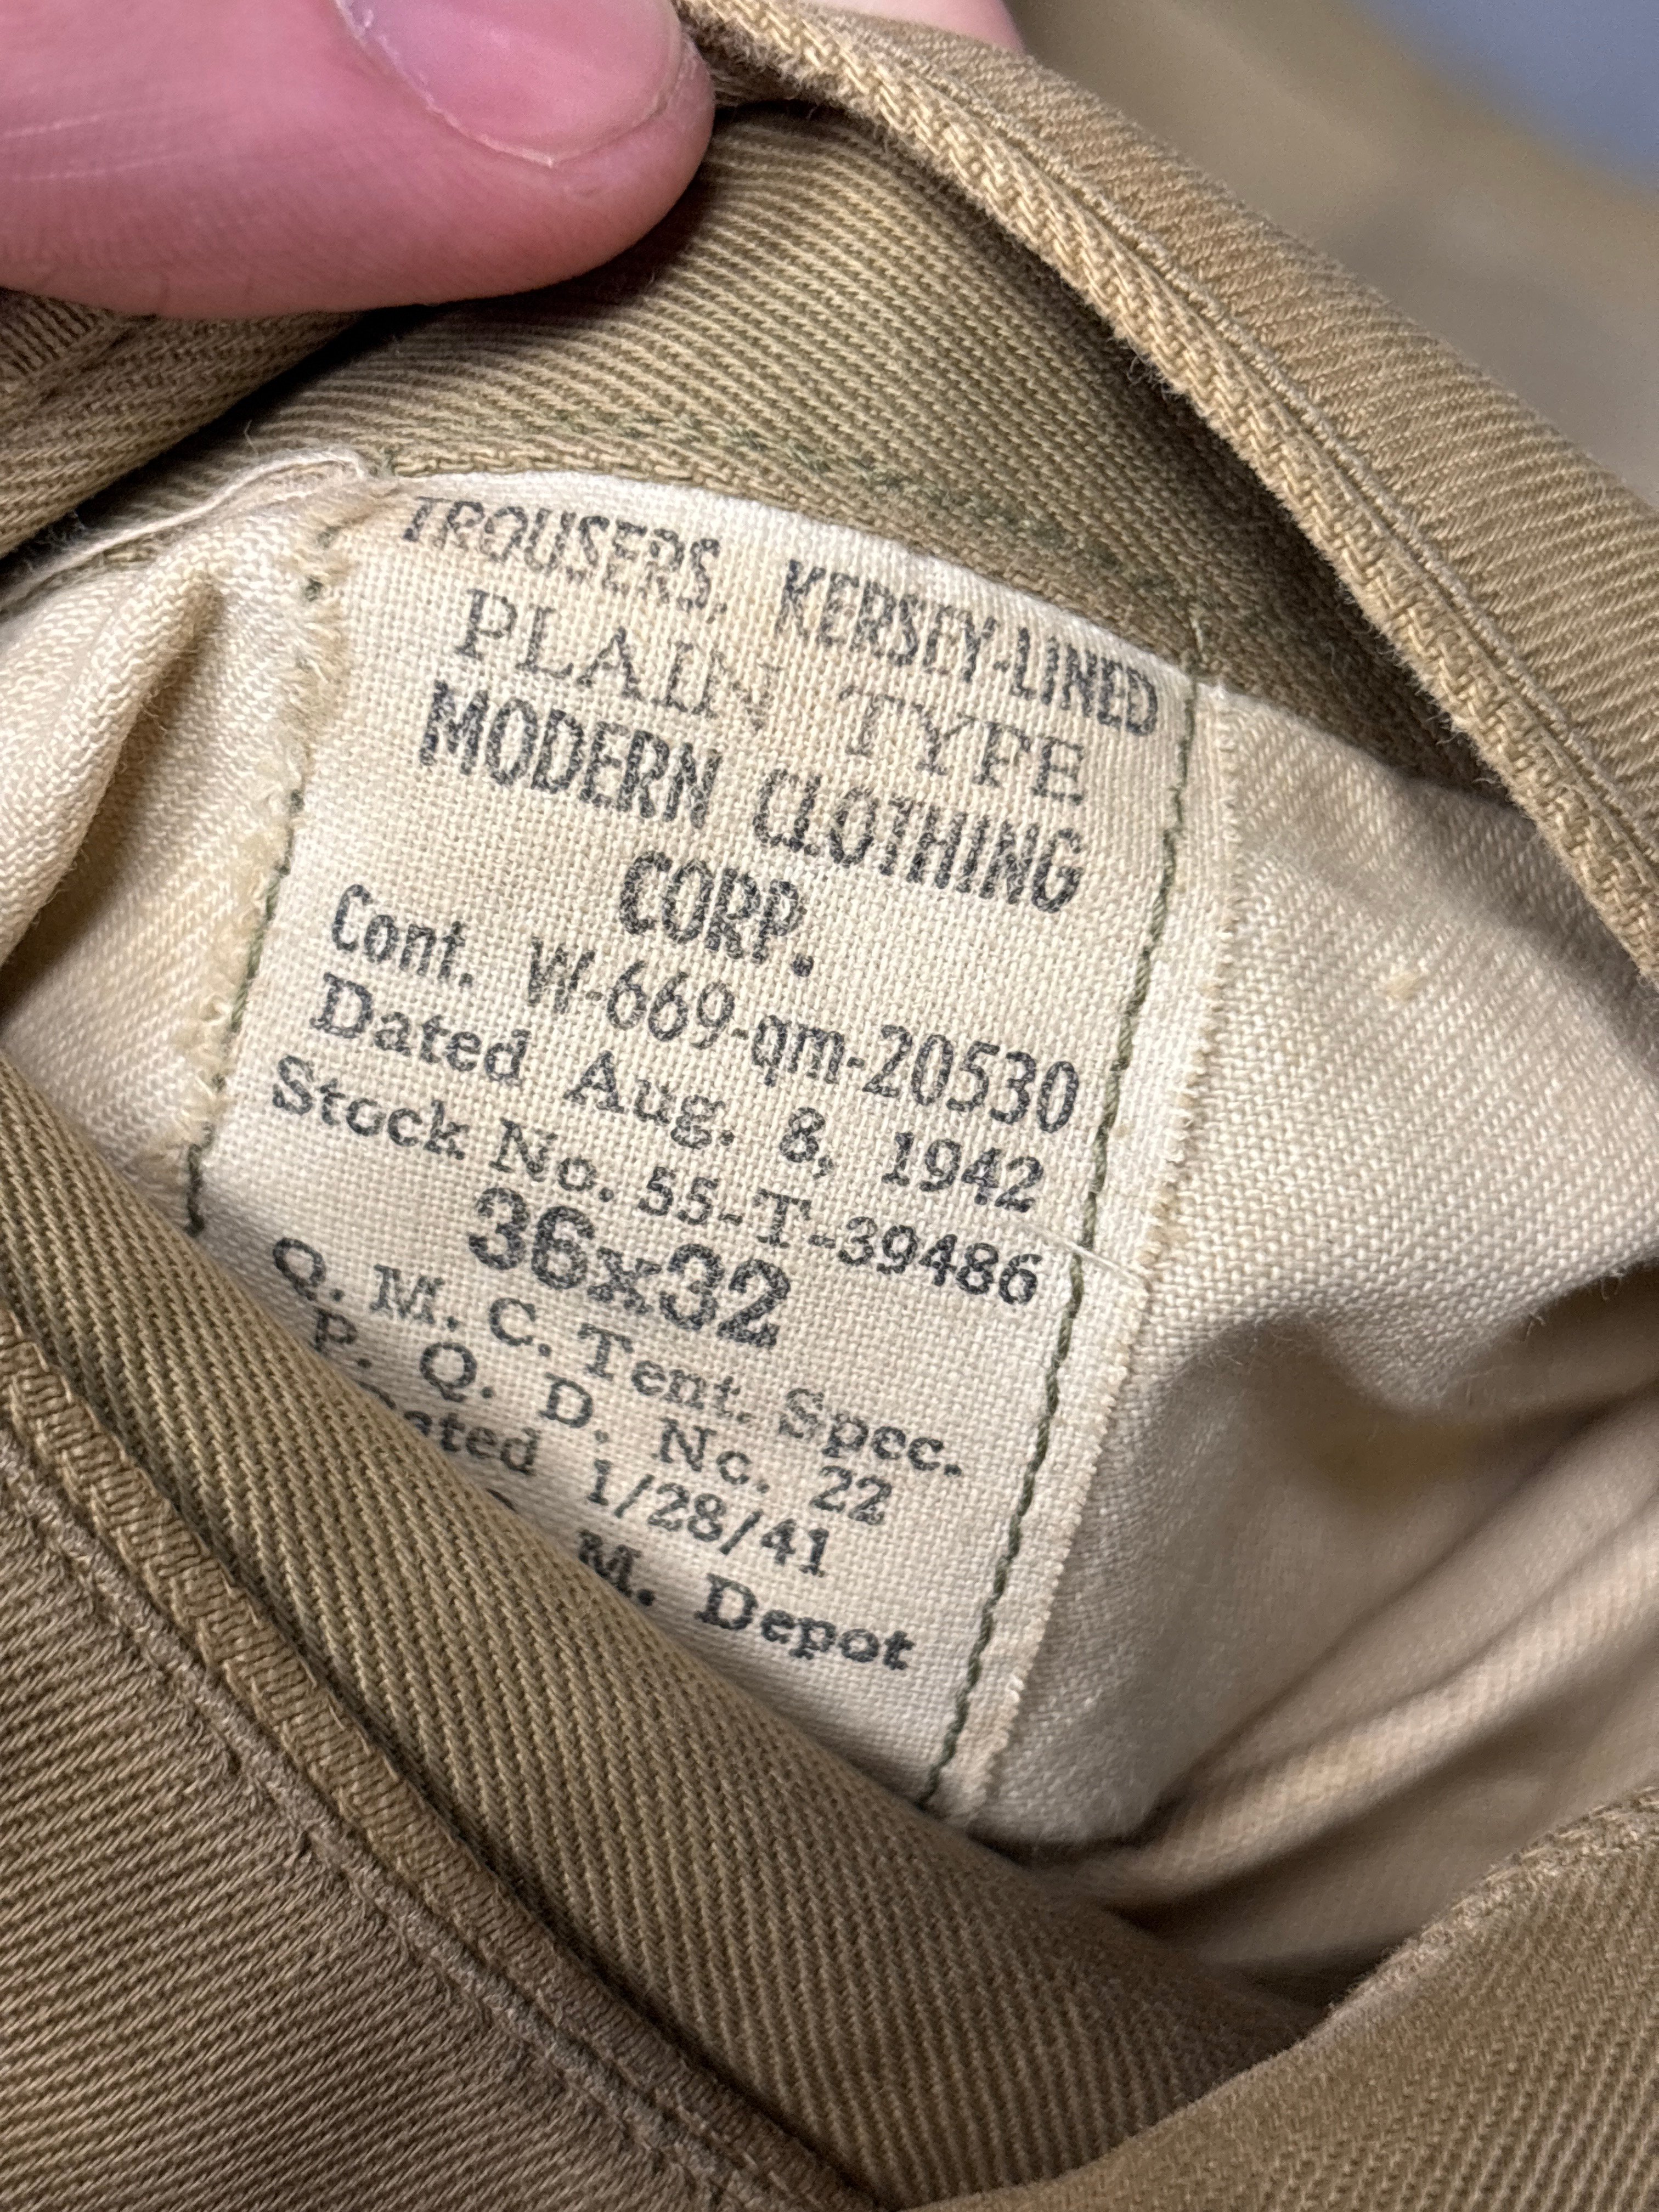 TROUSERS, KERSEY-LINED
PLAIN TYPE
MODERN CLOTHING
CORP.
Cont. W-669-qm-20530
Dated Aug. 8, 1942
Stock No. 55-T-39486
36x32
Q. M. C. Tent. Spec.
P. Q. D. No. 22
ated 1/28/41
M. Depot